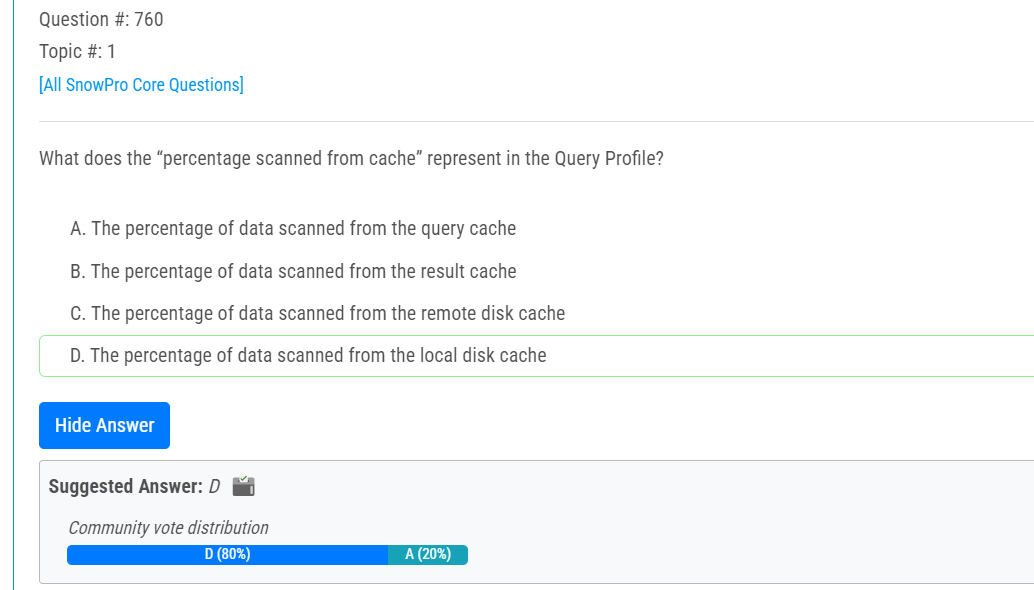 Question #: 760
Topic #: 1
[All SnowPro Core Questions]
What does the “percentage scanned from cache” represent in the Query Profile?
A. The percentage of data scanned from the query cache
B. The percentage of data scanned from the result cache
C. The percentage of data scanned from the remote disk cache
D. The percentage of data scanned from the local disk cache
Hide Answer
Suggested Answer: D
Community vote distribution
D (80%) A (20%)